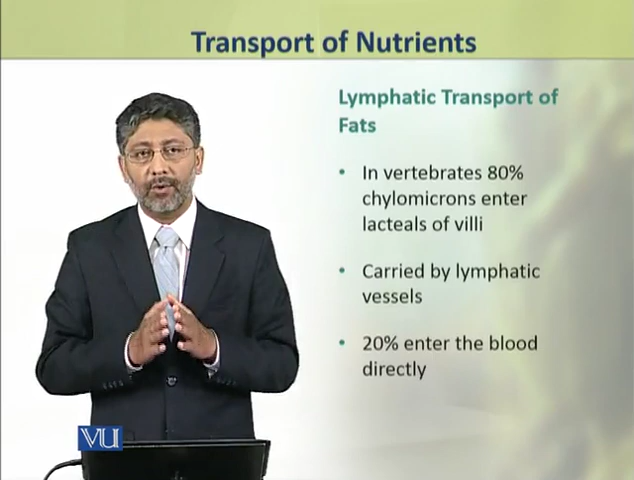 Transport of Nutrients
Lymphatic Transport of
Fats
• In vertebrates 80%
chylomicrons enter
lacteals of villi
• Carried by lymphatic
vessels
• 20% enter the blood
directly
VU